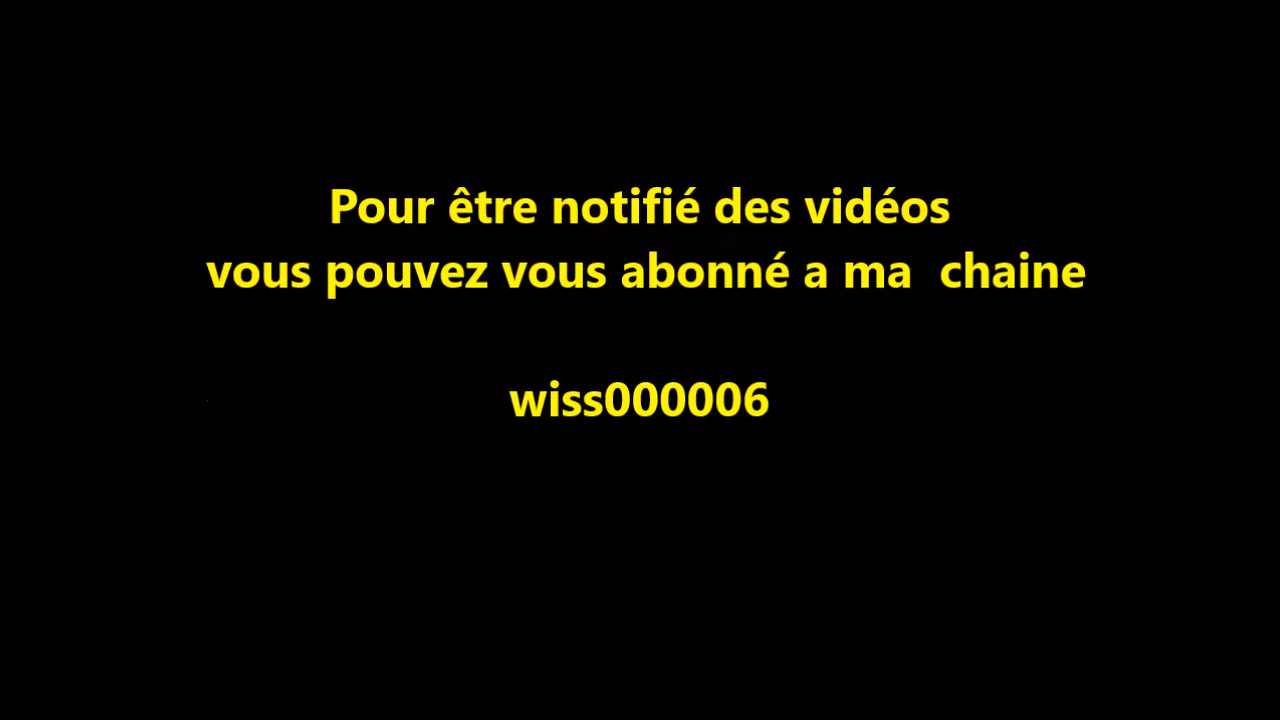 Pour être notifié des vidéos
vous pouvez vous abonné a ma  chaine
wiss000006